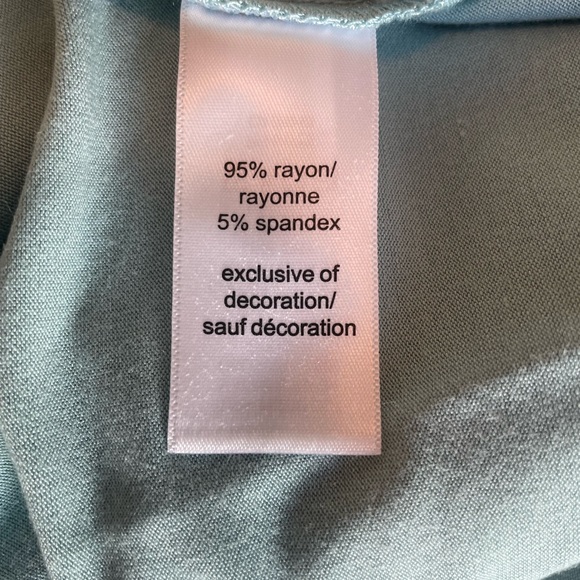 95% rayon/
rayonne
5% spandex
exclusive of
decoration/
sauf décoration